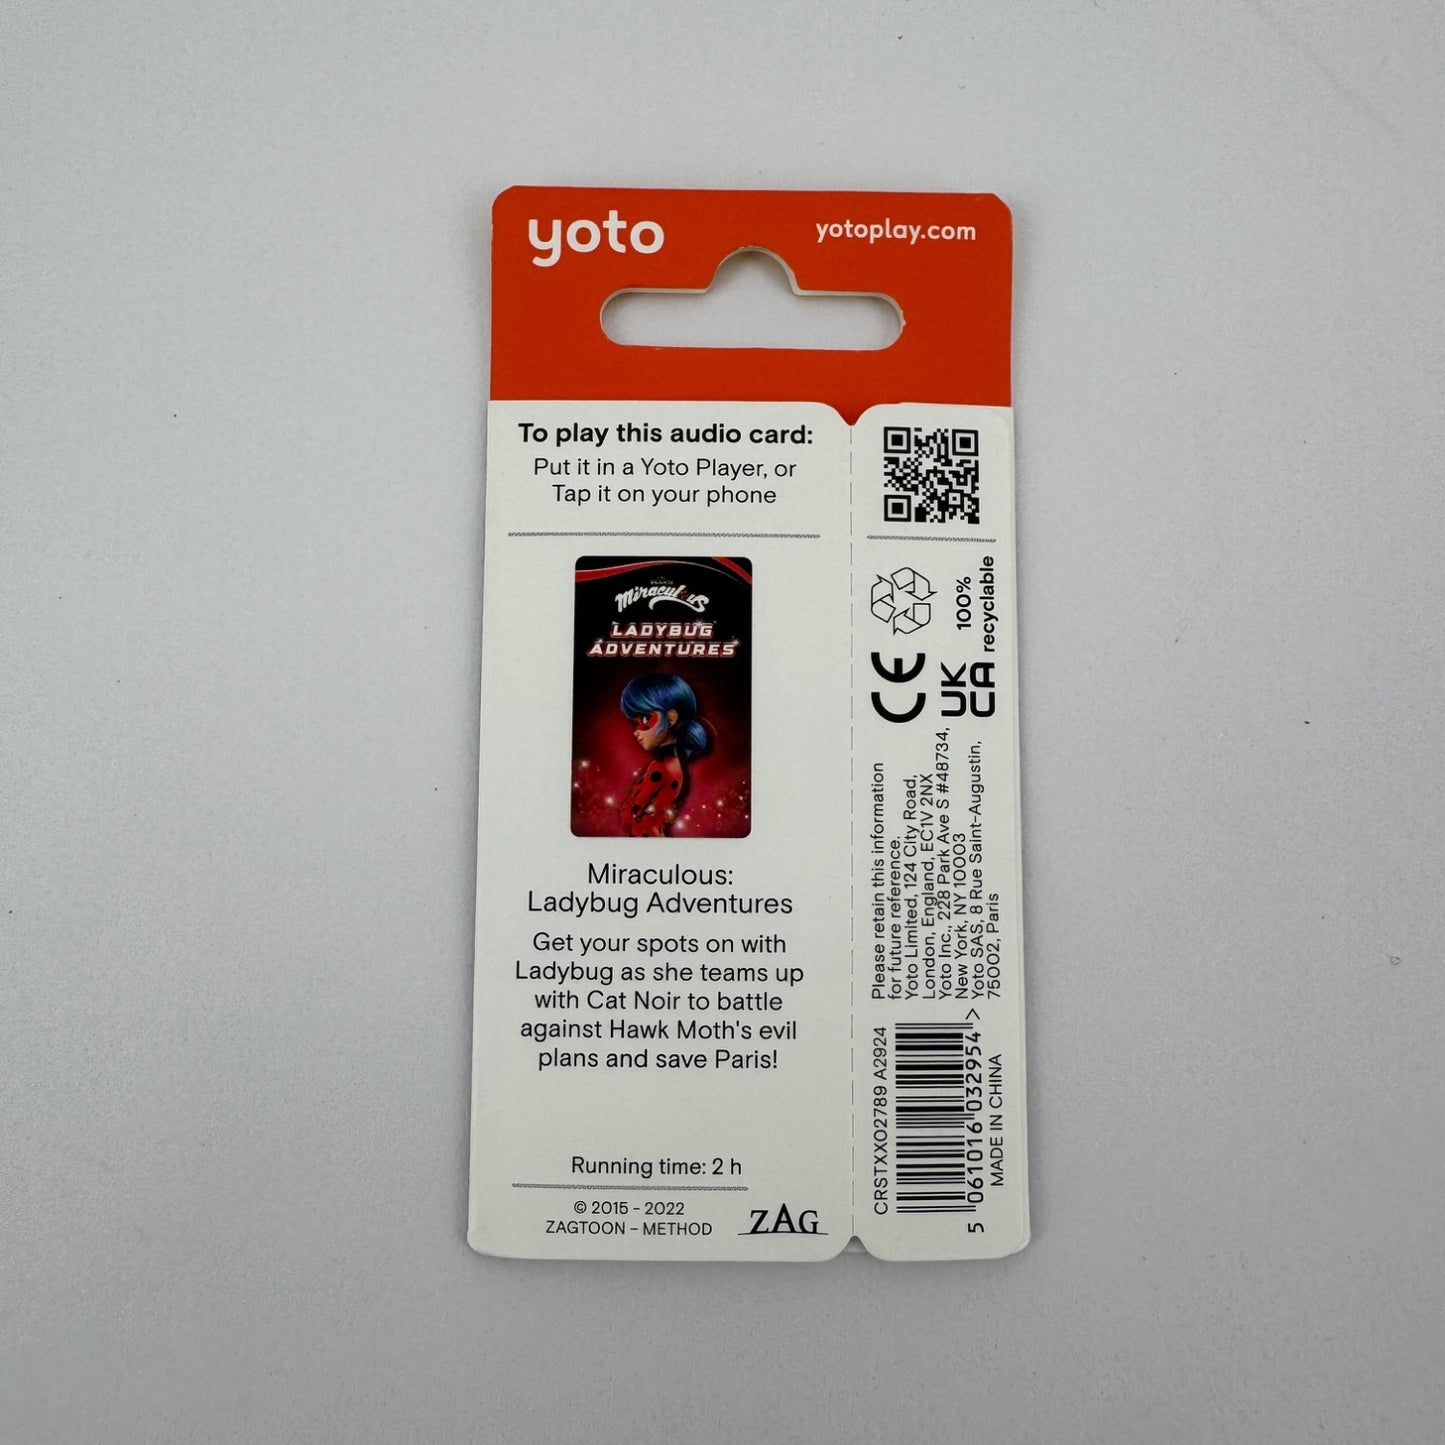 yoto
yotoplay.com
To play this audio card:
Put it in a Yoto Player, or
Tap it on your phone
Miraculous
LADYBUG
ADVENTURES
Miraculous:
Ladybug Adventures
Get your spots on with
Ladybug as she teams up
with Cat Noir to battle
against Hawk Moth's evil
plans and save Paris!
Running time: 2 h
© 2015 - 2022
ZAGTOON - METHOD
ZAG
100%
recyclable
CE
UK
CA
Please retain this information
for future reference.
Yoto Limited, 124 City Road,
London, England, EC1V 2NX
Yoto Inc., 228 Park Ave S #48734,
New York, NY 10003
Yoto SAS, 8 Rue Saint-Augustin,
75002, Paris
CRSTXXO2789 A2924
5 061016 032954 >
MADE IN CHINA